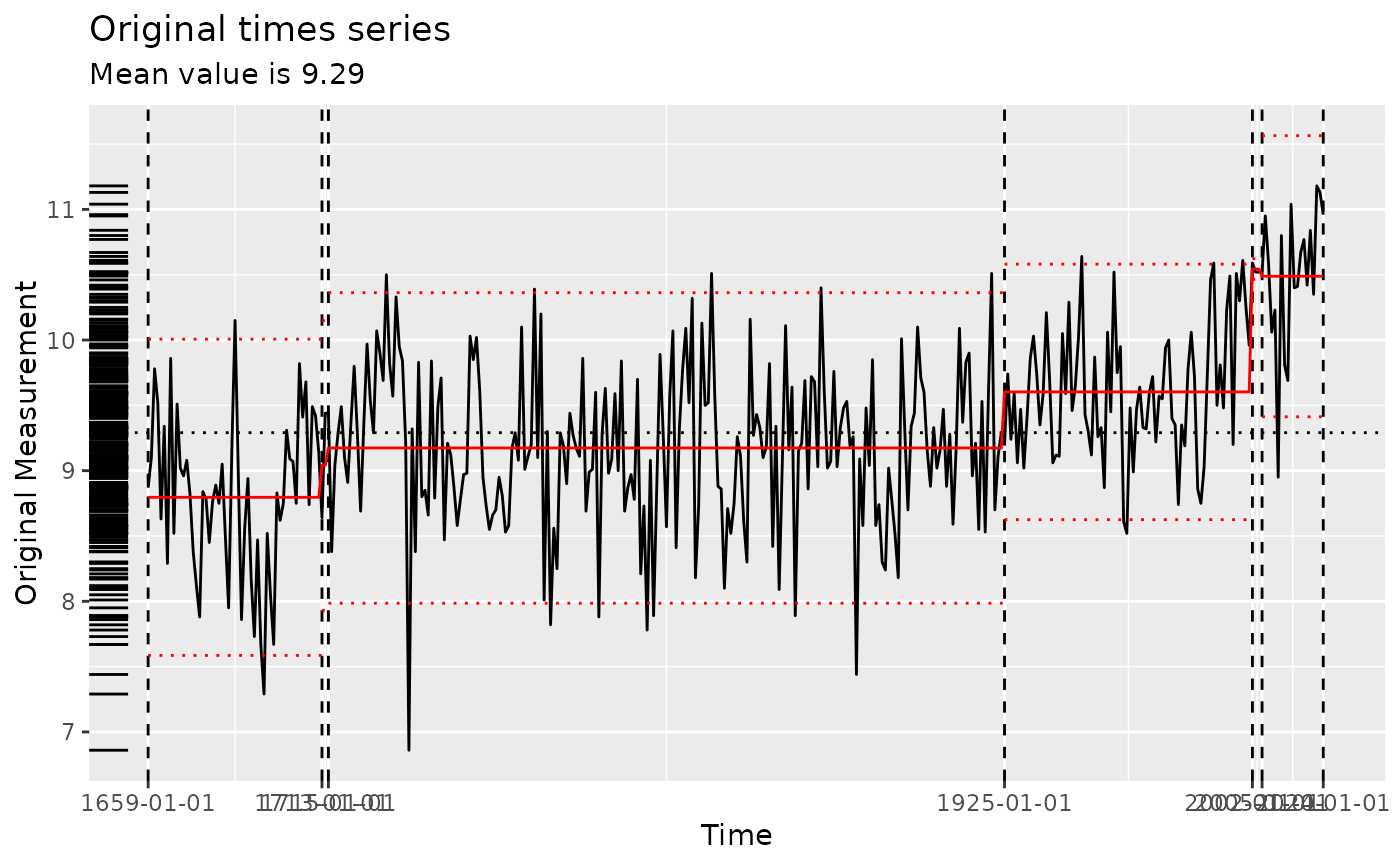 Original times series
Mean value is 9.29
Original Measurement
11
10
9
8
7
1659-01-01
1925-01-01
Time